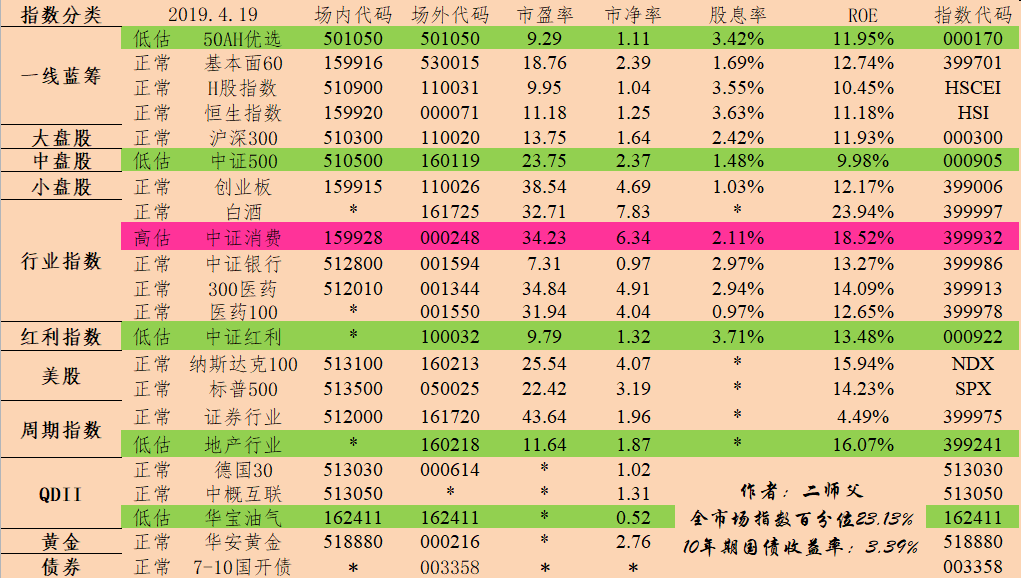 指数分类 2019.4.19 场内代码 场外代码 市盈率 市净率 股息率 ROE 指数代码
一线蓝筹 低估 50AH优选 501050 501050 9.29 1.11 3.42% 11.95% 000170
正常 基本面60 159916 530015 18.76 2.39 1.69% 12.74% 399701
正常 H股指数 510900 110031 9.95 1.04 3.55% 10.45% HSCEI
正常 恒生指数 159920 000071 11.18 1.25 3.63% 11.18% HSI
大盘股 正常 沪深300 510300 110020 13.75 1.64 2.42% 11.93% 000300
中盘股 低估 中证500 510500 160119 23.75 2.37 1.48% 9.98% 000905
小盘股 正常 创业板 159915 110026 38.54 4.69 1.03% 12.17% 399006
行业指数 正常 白酒 * 161725 32.71 7.83 * 23.94% 399997
高估 中证消费 159928 000248 34.23 6.34 2.11% 18.52% 399932
正常 中证银行 512800 001594 7.31 0.97 2.97% 13.27% 399986
正常 300医药 512010 001344 34.84 4.91 2.94% 14.09% 399913
正常 医药100 * 001550 31.94 4.04 0.97% 12.65% 399978
红利指数 低估 中证红利 * 100032 9.79 1.32 3.71% 13.48% 000922
美股 正常 纳斯达克100 513100 160213 25.54 4.07 * 15.94% NDX
正常 标普500 513500 050025 22.42 3.19 * 14.23% SPX
周期指数 正常 证券行业 512000 161720 43.64 1.96 * 4.49% 399975
低估 地产行业 * 160218 11.64 1.87 * 16.07% 399241
QDII 正常 德国30 513030 000614 * 1.02 513030
正常 中概互联 513050 * * 1.31 513050
低估 华宝油气 162411 162411 * 0.52 162411
黄金 正常 华安黄金 518880 000216 * 2.76 518880
债券 正常 7-10国开债 * 003358 * * 003358
作者：二师父
全市场指数百分位23.13%
10年期国债收益率：3.39%